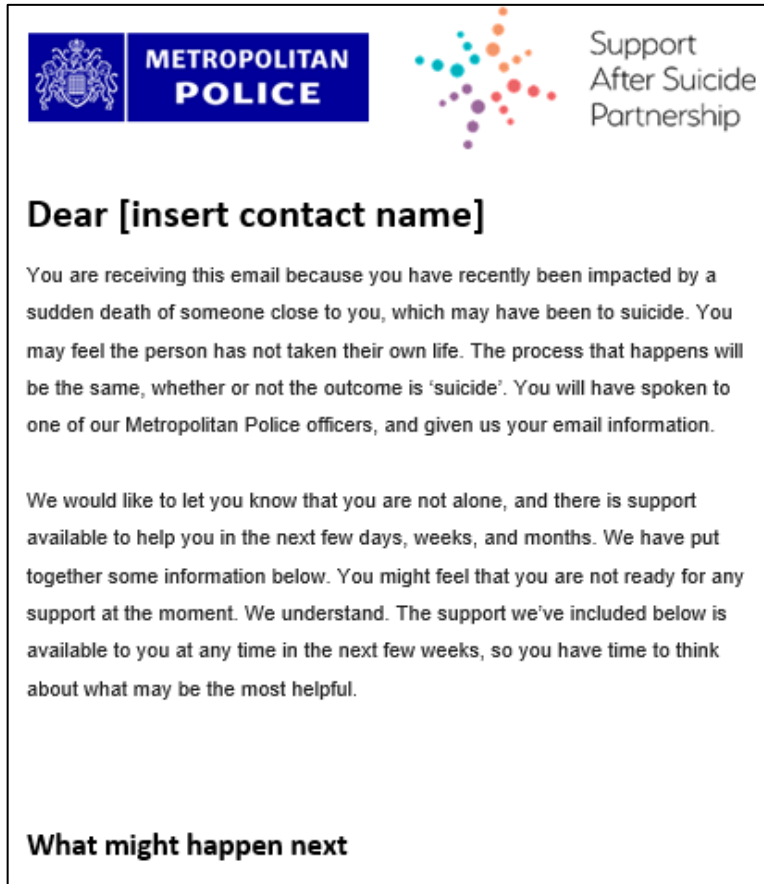 METROPOLITAN
POLICE
Support
After Suicide
Partnership
Dear [insert contact name]
You are receiving this email because you have recently been impacted by a
sudden death of someone close to you, which may have been to suicide. You
may feel the person has not taken their own life. The process that happens will
be the same, whether or not the outcome is ‘suicide’. You will have spoken to
one of our Metropolitan Police officers, and given us your email information.
We would like to let you know that you are not alone, and there is support
available to help you in the next few days, weeks, and months. We have put
together some information below. You might feel that you are not ready for any
support at the moment. We understand. The support we’ve included below is
available to you at any time in the next few weeks, so you have time to think
about what may be the most helpful.
What might happen next